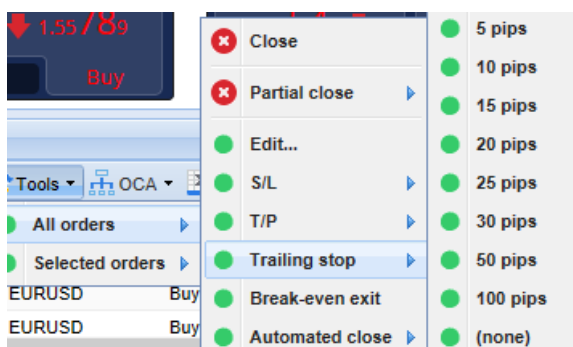 1.55789
Buy
Tools
OCA
All orders
Selected orders
EURUSD Buy
EURUSD Buy
Close
Partial close
Edit...
S/L
T/P
Trailing stop
Break-even exit
Automated close
5 pips
10 pips
15 pips
20 pips
25 pips
30 pips
50 pips
100 pips
(none)